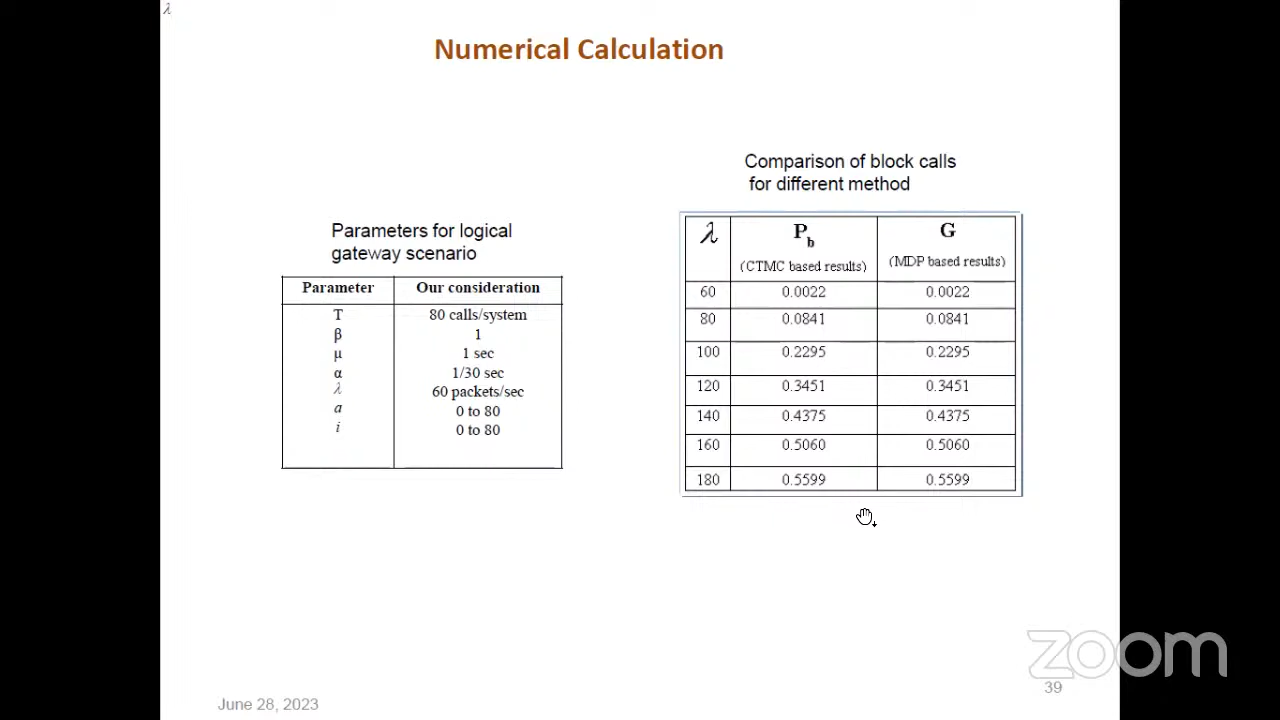 λ
Numerical Calculation
Comparison of block calls
for different method
Parameters for logical
gateway scenario
Parameter Our consideration
T 80 calls/system
β 1
μ 1 sec
α 1/30 sec
λ 60 packets/sec
a 0 to 80
i 0 to 80
λ Pb G
(CTMC based results) (MDP based results)
60 0.0022 0.0022
80 0.0841 0.0841
100 0.2295 0.2295
120 0.3451 0.3451
140 0.4375 0.4375
160 0.5060 0.5060
180 0.5599 0.5599
zoom
39
June 28, 2023